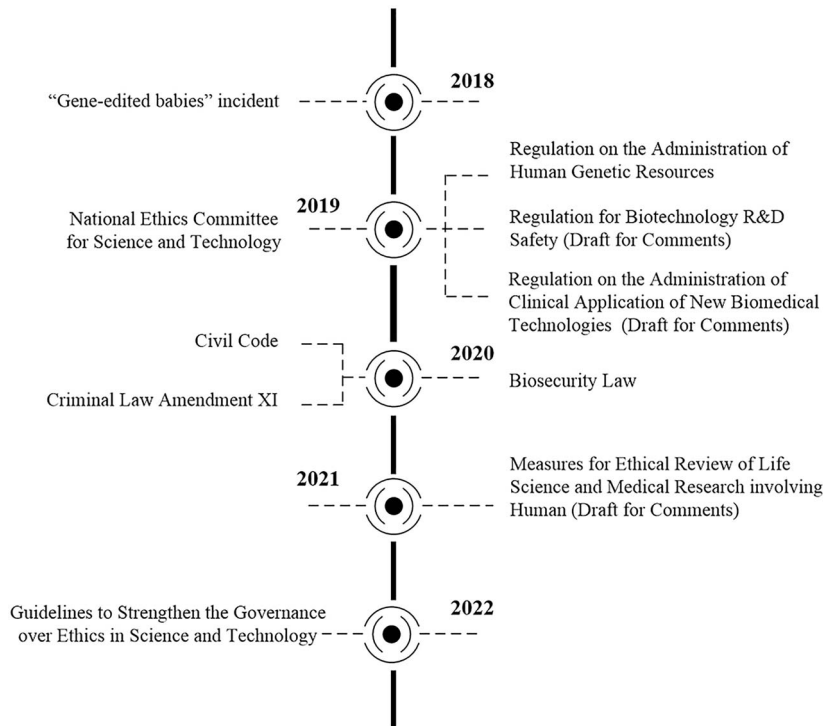 2018
“Gene-edited babies” incident
2019
National Ethics Committee
for Science and Technology
Regulation on the Administration of
Human Genetic Resources
Regulation for Biotechnology R&D
Safety (Draft for Comments)
Regulation on the Administration of
Clinical Application of New Biomedical
Technologies (Draft for Comments)
2020
Civil Code
Criminal Law Amendment XI
Biosecurity Law
2021
Measures for Ethical Review of Life
Science and Medical Research involving
Human (Draft for Comments)
2022
Guidelines to Strengthen the Governance
over Ethics in Science and Technology